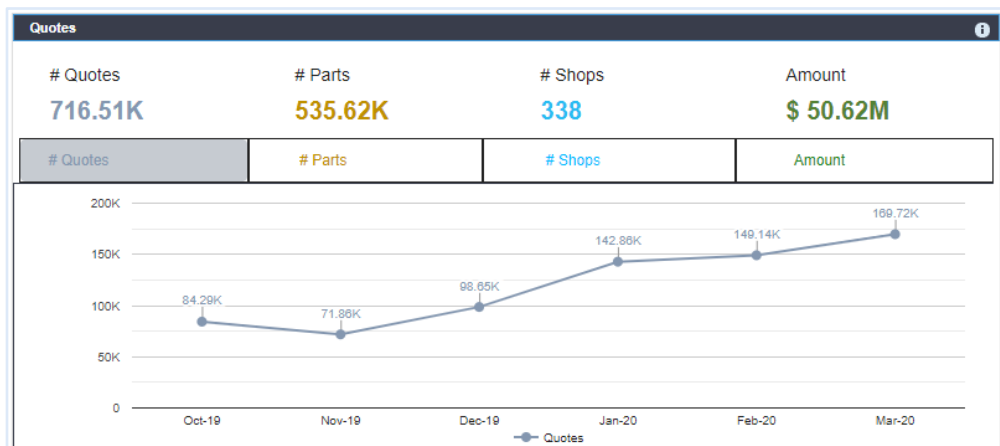 Quotes
# Quotes # Parts # Shops Amount
716.51K 535.62K 338 $ 50.62M
# Quotes # Parts # Shops Amount
200K
150K
100K
50K
0
84.29K 71.86K 98.65K 142.86K 149.14K 169.72K
Oct-19 Nov-19 Dec-19 Jan-20 Feb-20 Mar-20
Quotes